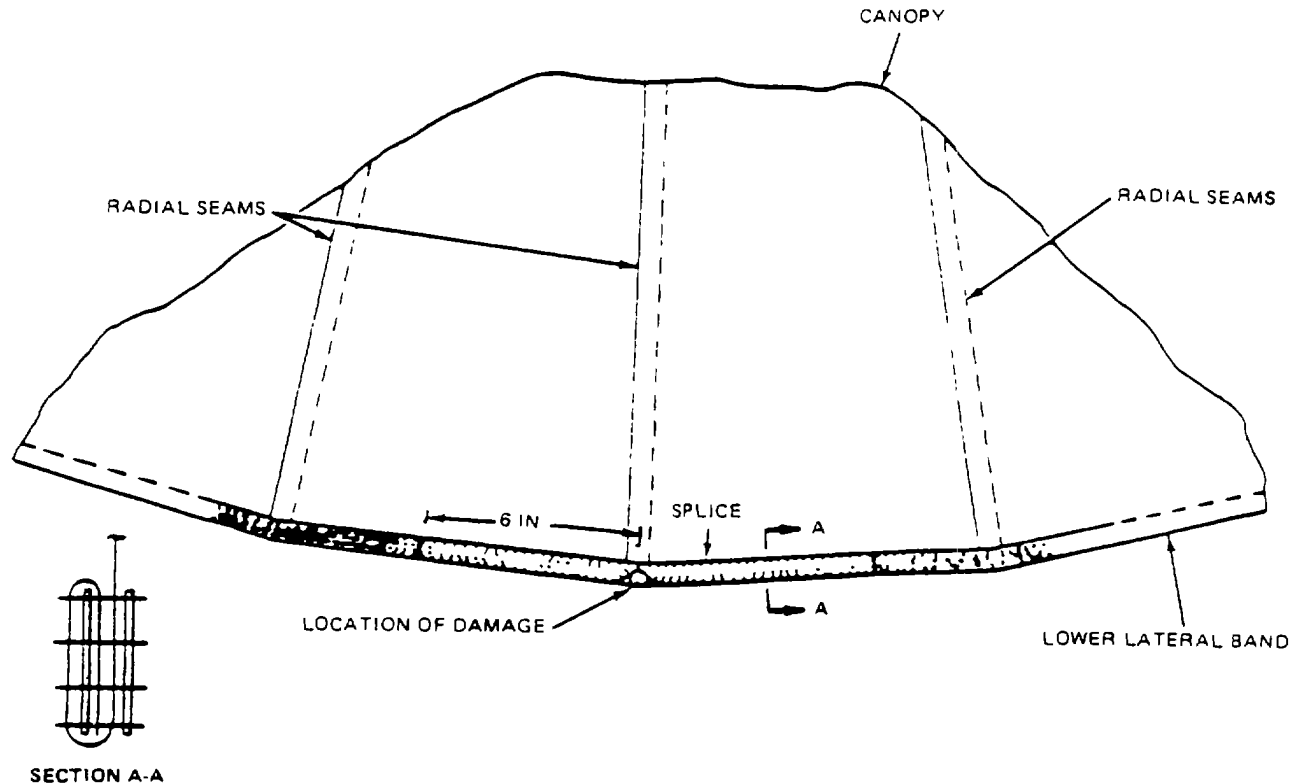 CANOPY
RADIAL SEAMS
RADIAL SEAMS
6 IN
SPLICE
A
A
LOCATION OF DAMAGE
LOWER LATERAL BAND
SECTION A-A